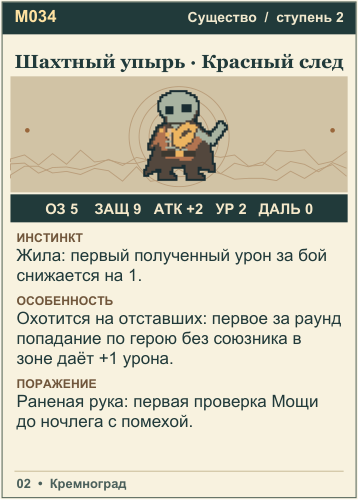 M034
Существо / ступень 2
Шахтный упырь · Красный след
ОЗ 5 ЗАЩ 9 АТК +2 УР 2 ДАЛЬ 0
ИНСТИНКТ
Жила: первый полученный урон за бой
снижается на 1.
ОСОБЕННОСТЬ
Охотится на отставших: первое за раунд
попадание по герою без союзника в
зоне даёт +1 урона.
ПОРАЖЕНИЕ
Раненая рука: первая проверка Мощи
до ночлега с помехой.
02 • Кремноград